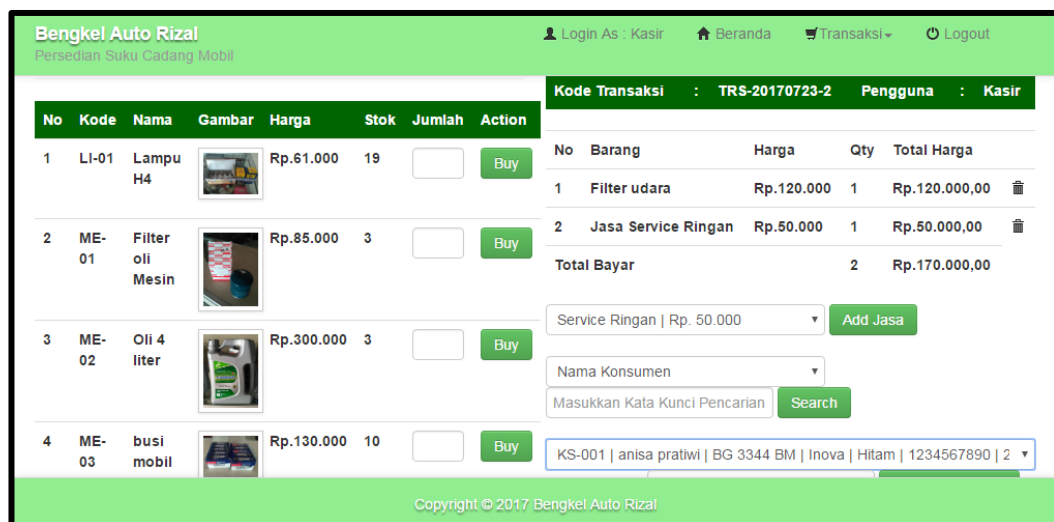 Bengkel Auto Rizal
Persedian Suku Cadang Mobil
Login As : Kasir Beranda Transaksi Logout
No Kode Nama Gambar Harga Stok Jumlah Action
1 LI-01 Lampu H4 Rp.61.000 19 Buy
2 ME-01 Filter oli Mesin Rp.85.000 3 Buy
3 ME-02 Oli 4 liter Rp.300.000 3 Buy
4 ME-03 busi mobil Rp.130.000 10 Buy
Kode Transaksi : TRS-20170723-2 Pengguna : Kasir
No Barang Harga Qty Total Harga
1 Filter udara Rp.120.000 1 Rp.120.000,00
2 Jasa Service Ringan Rp.50.000 1 Rp.50.000,00
Total Bayar 2 Rp.170.000,00
Service Ringan | Rp. 50.000 Add Jasa
Nama Konsumen
Masukkan Kata Kunci Pencarian Search
KS-001 | anisa pratiwi | BG 3344 BM | Inova | Hitam | 1234567890 | 2
Copyright © 2017 Bengkel Auto Rizal